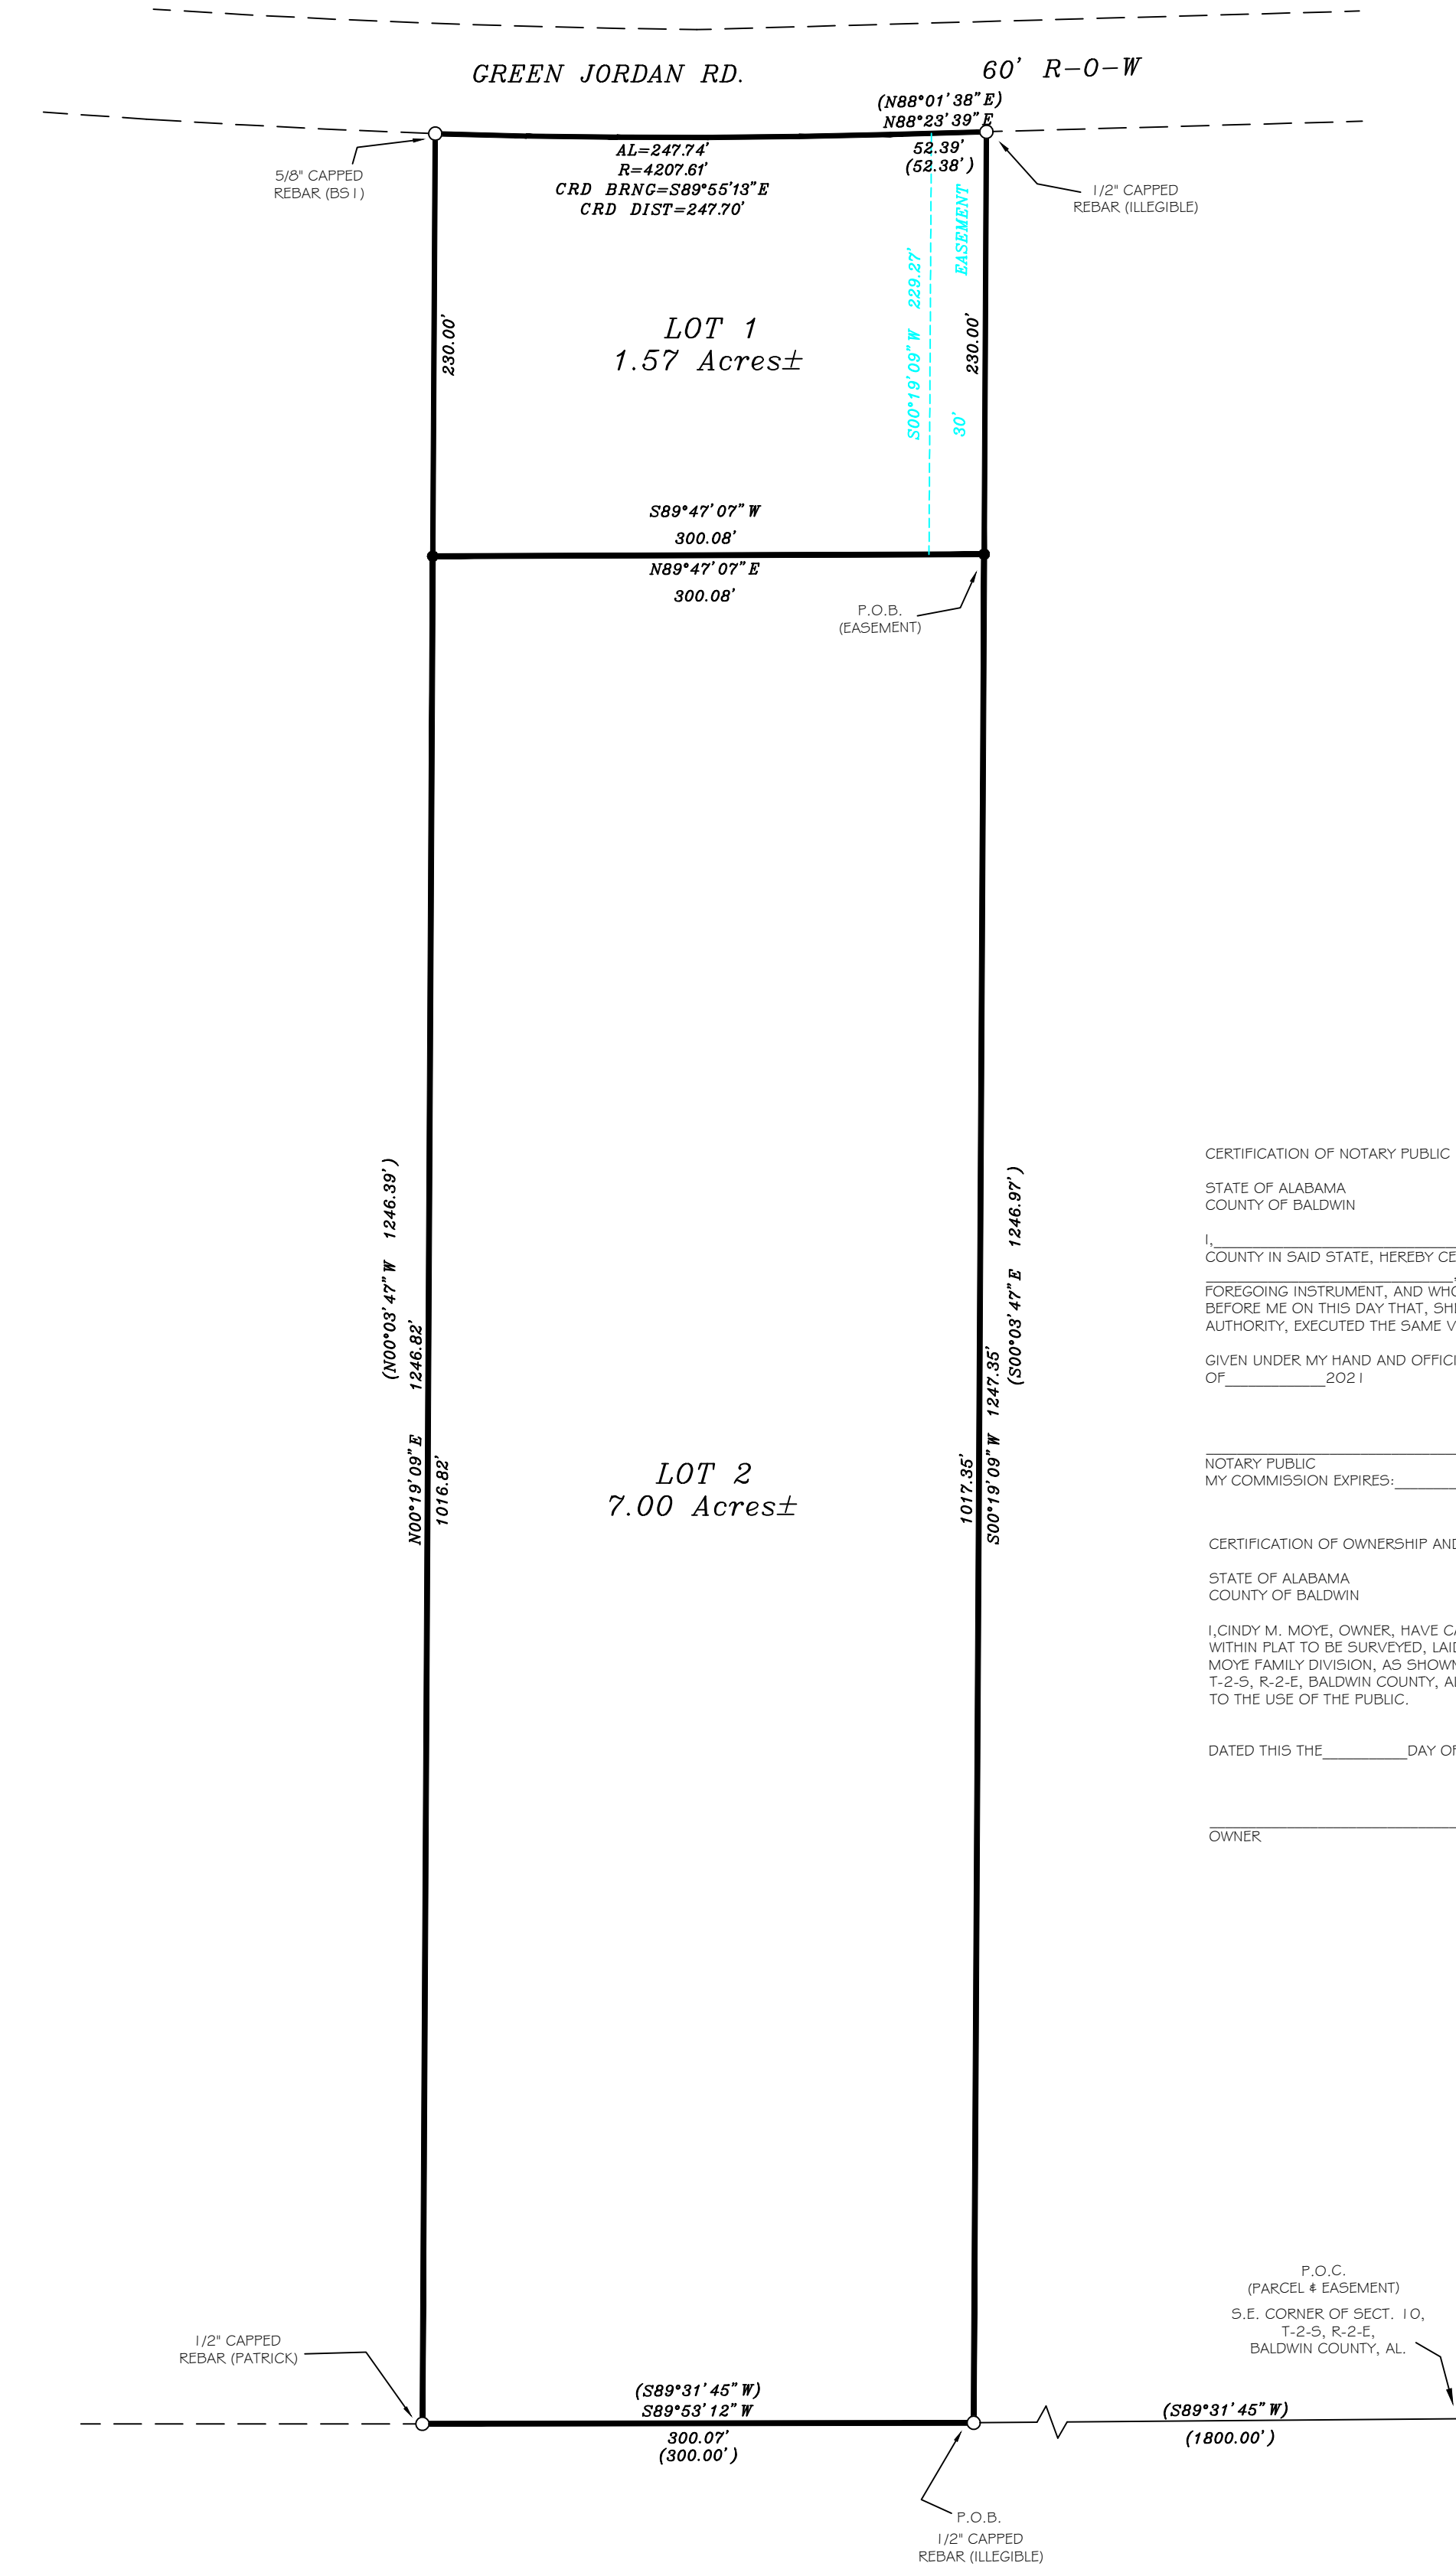 GREEN JORDAN RD.
60' R-O-W
(N88°01'38"E)
N88°23'39"E
52.39'
(52.38')
AL=247.74'
R=4207.61'
CRD BRNG=S89°55'13"E
CRD DIST=247.70'
5/8" CAPPED
REBAR (BS1)
1/2" CAPPED
REBAR (ILLEGIBLE)
EASEMENT
30'
S00°19'09"W 229.27'
230.00'
230.00'
LOT 1
1.57 Acres±
S89°47'07"W
300.08'
N89°47'07"E
300.08'
P.O.B.
(EASEMENT)
(N00°03'47"W 1246.39')
N00°19'09"E 1246.82'
1016.82'
LOT 2
7.00 Acres±
1017.35'
S00°19'09"W 1247.35'
(S00°03'47"E 1246.97')
CERTIFICATION OF NOTARY PUBLIC
STATE OF ALABAMA
COUNTY OF BALDWIN
I,
COUNTY IN SAID STATE, HEREBY CE
FOREGOING INSTRUMENT, AND WHO
BEFORE ME ON THIS DAY THAT, SH
AUTHORITY, EXECUTED THE SAME V
GIVEN UNDER MY HAND AND OFFICI
OF____________2021
NOTARY PUBLIC
MY COMMISSION EXPIRES:
CERTIFICATION OF OWNERSHIP AND
STATE OF ALABAMA
COUNTY OF BALDWIN
I,CINDY M. MOYE, OWNER, HAVE CA
WITHIN PLAT TO BE SURVEYED, LAID
MOYE FAMILY DIVISION, AS SHOWN
T-2-S, R-2-E, BALDWIN COUNTY, AL
TO THE USE OF THE PUBLIC.
DATED THIS THE__________DAY OF
OWNER
P.O.C.
(PARCEL & EASEMENT)
S.E. CORNER OF SECT. 10,
T-2-S, R-2-E,
BALDWIN COUNTY, AL.
1/2" CAPPED
REBAR (PATRICK)
(S89°31'45"W)
S89°53'12"W
300.07'
(300.00')
(S89°31'45"W)
(1800.00')
P.O.B.
1/2" CAPPED
REBAR (ILLEGIBLE)